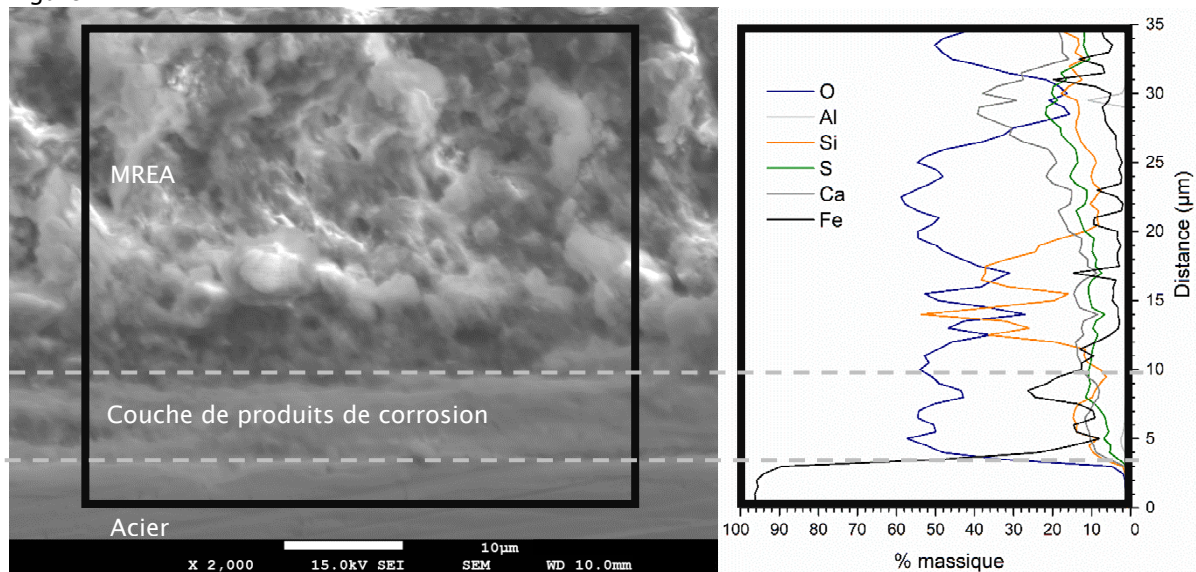 MREA
Couche de produits de corrosion
Acier
10μm
X 2,000 15.0kV SEI SEM WD 10.0mm
O
Al
Si
S
Ca
Fe
35
30
25
20
15
10
5
0
Distance (μm)
100 90 80 70 60 50 40 30 20 10 0
% massique